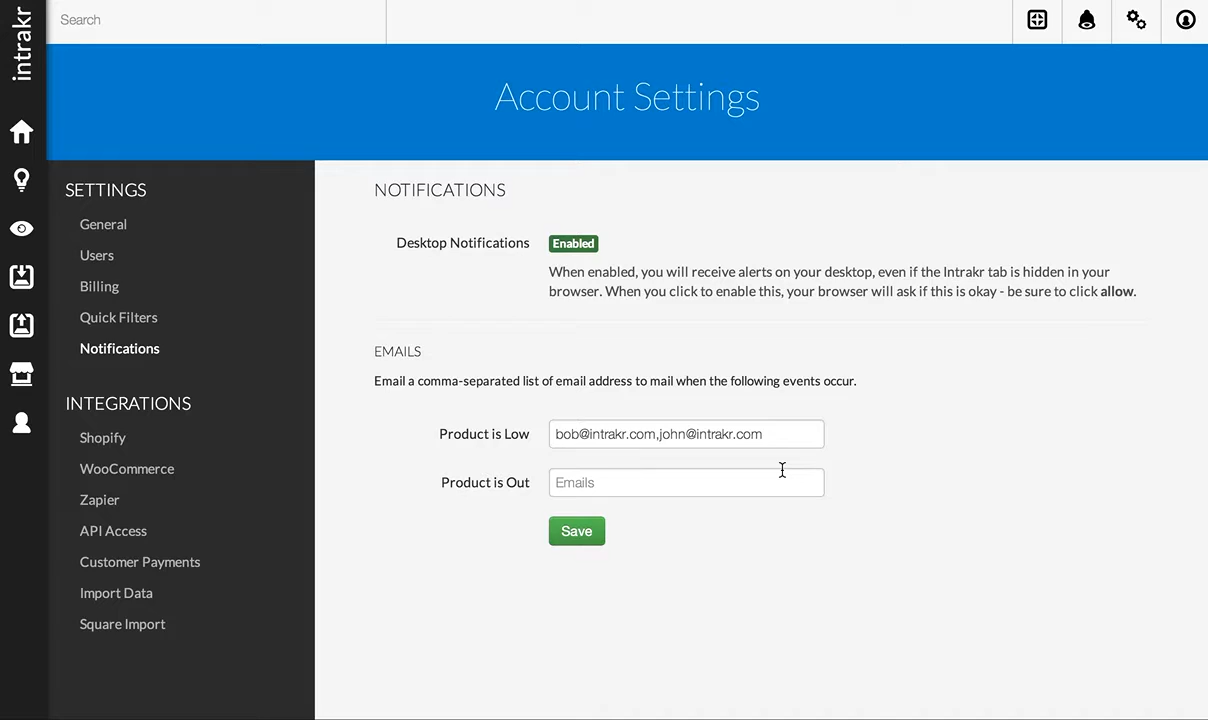 intrakr
Search
Account Settings
SETTINGS
General
Users
Billing
Quick Filters
Notifications
INTEGRATIONS
Shopify
WooCommerce
Zapier
API Access
Customer Payments
Import Data
Square Import
NOTIFICATIONS
Desktop Notifications Enabled
When enabled, you will receive alerts on your desktop, even if the Intrakr tab is hidden in your
browser. When you click to enable this, your browser will ask if this is okay - be sure to click allow.
EMAILS
Email a comma-separated list of email address to mail when the following events occur.
Product is Low bob@intrakr.com,john@intrakr.com
Product is Out Emails
Save